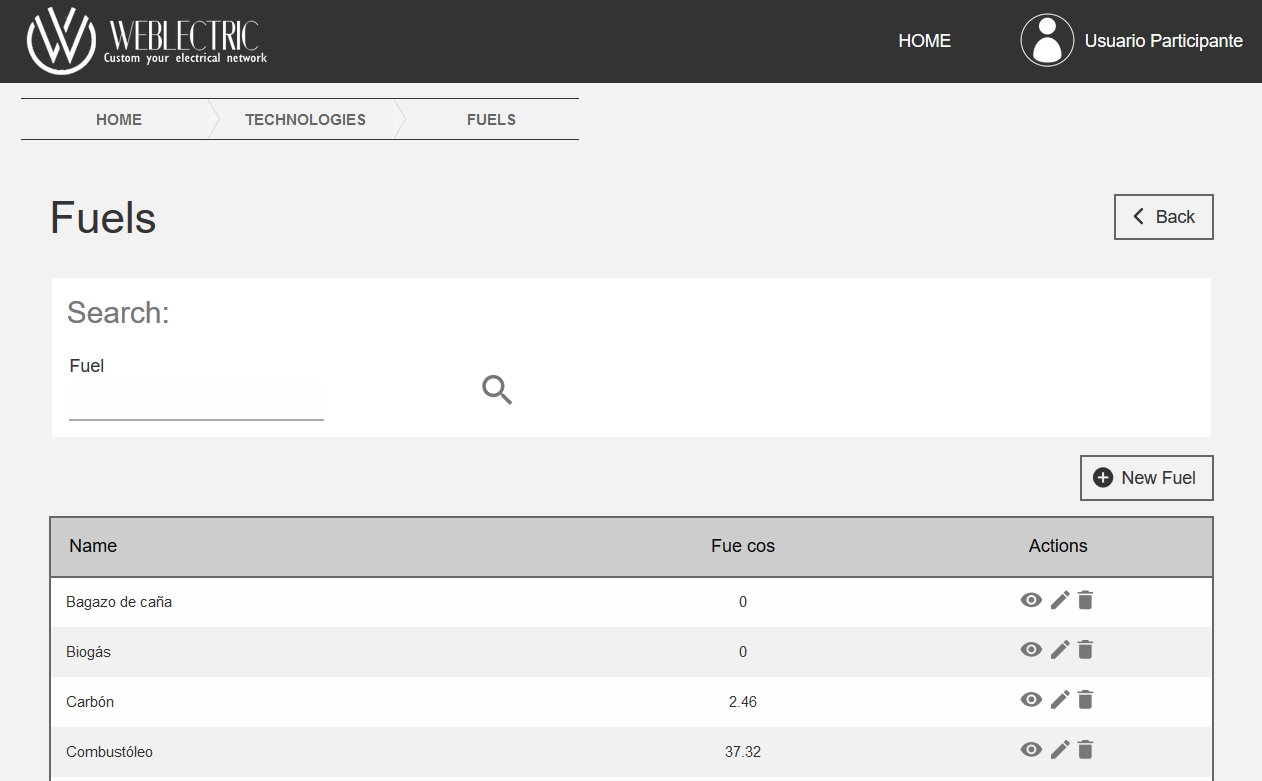 WEBLECTRIC
Custom your electrical network
HOME
Usuario Participante
HOME TECHNOLOGIES FUELS
Fuels
Back
Search:
Fuel
New Fuel
Name Fue cos Actions
Bagazo de caña 0
Biogás 0
Carbón 2.46
Combustóleo 37.32